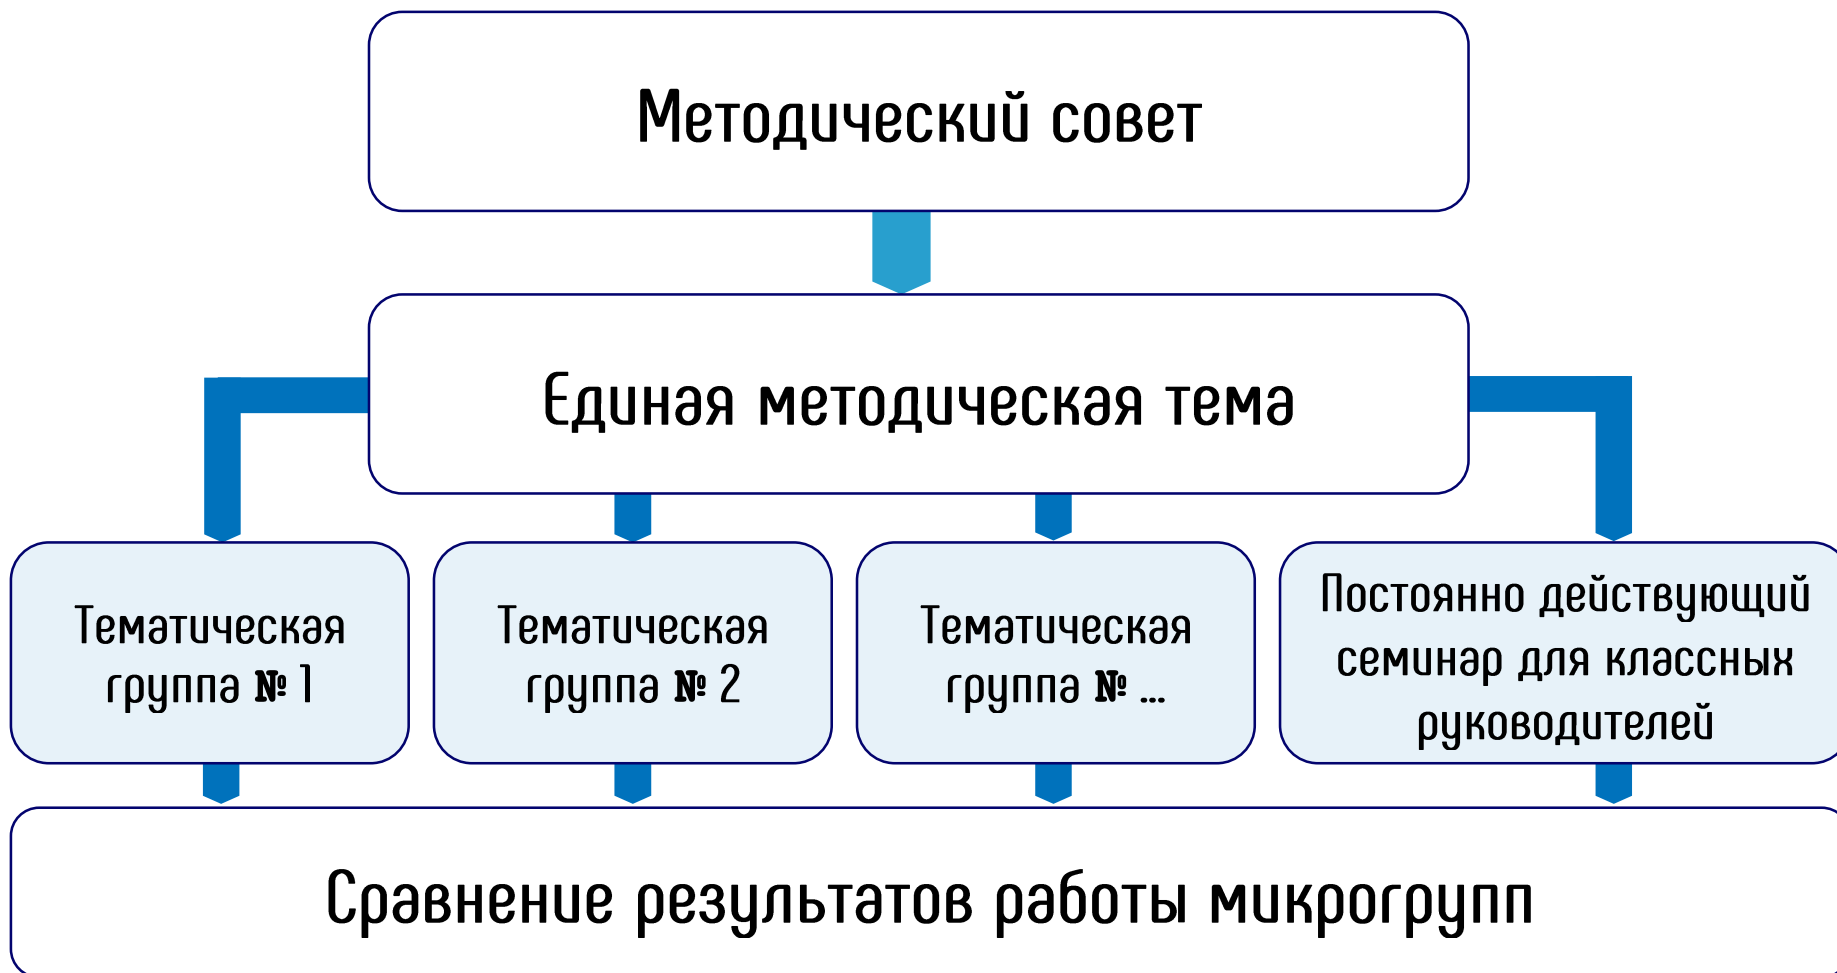 Методический совет
Единая методическая тема
Тематическая
группа № 1
Тематическая
группа № 2
Тематическая
группа № ...
Постоянно действующий
семинар для классных
руководителей
Сравнение результатов работы микрогрупп